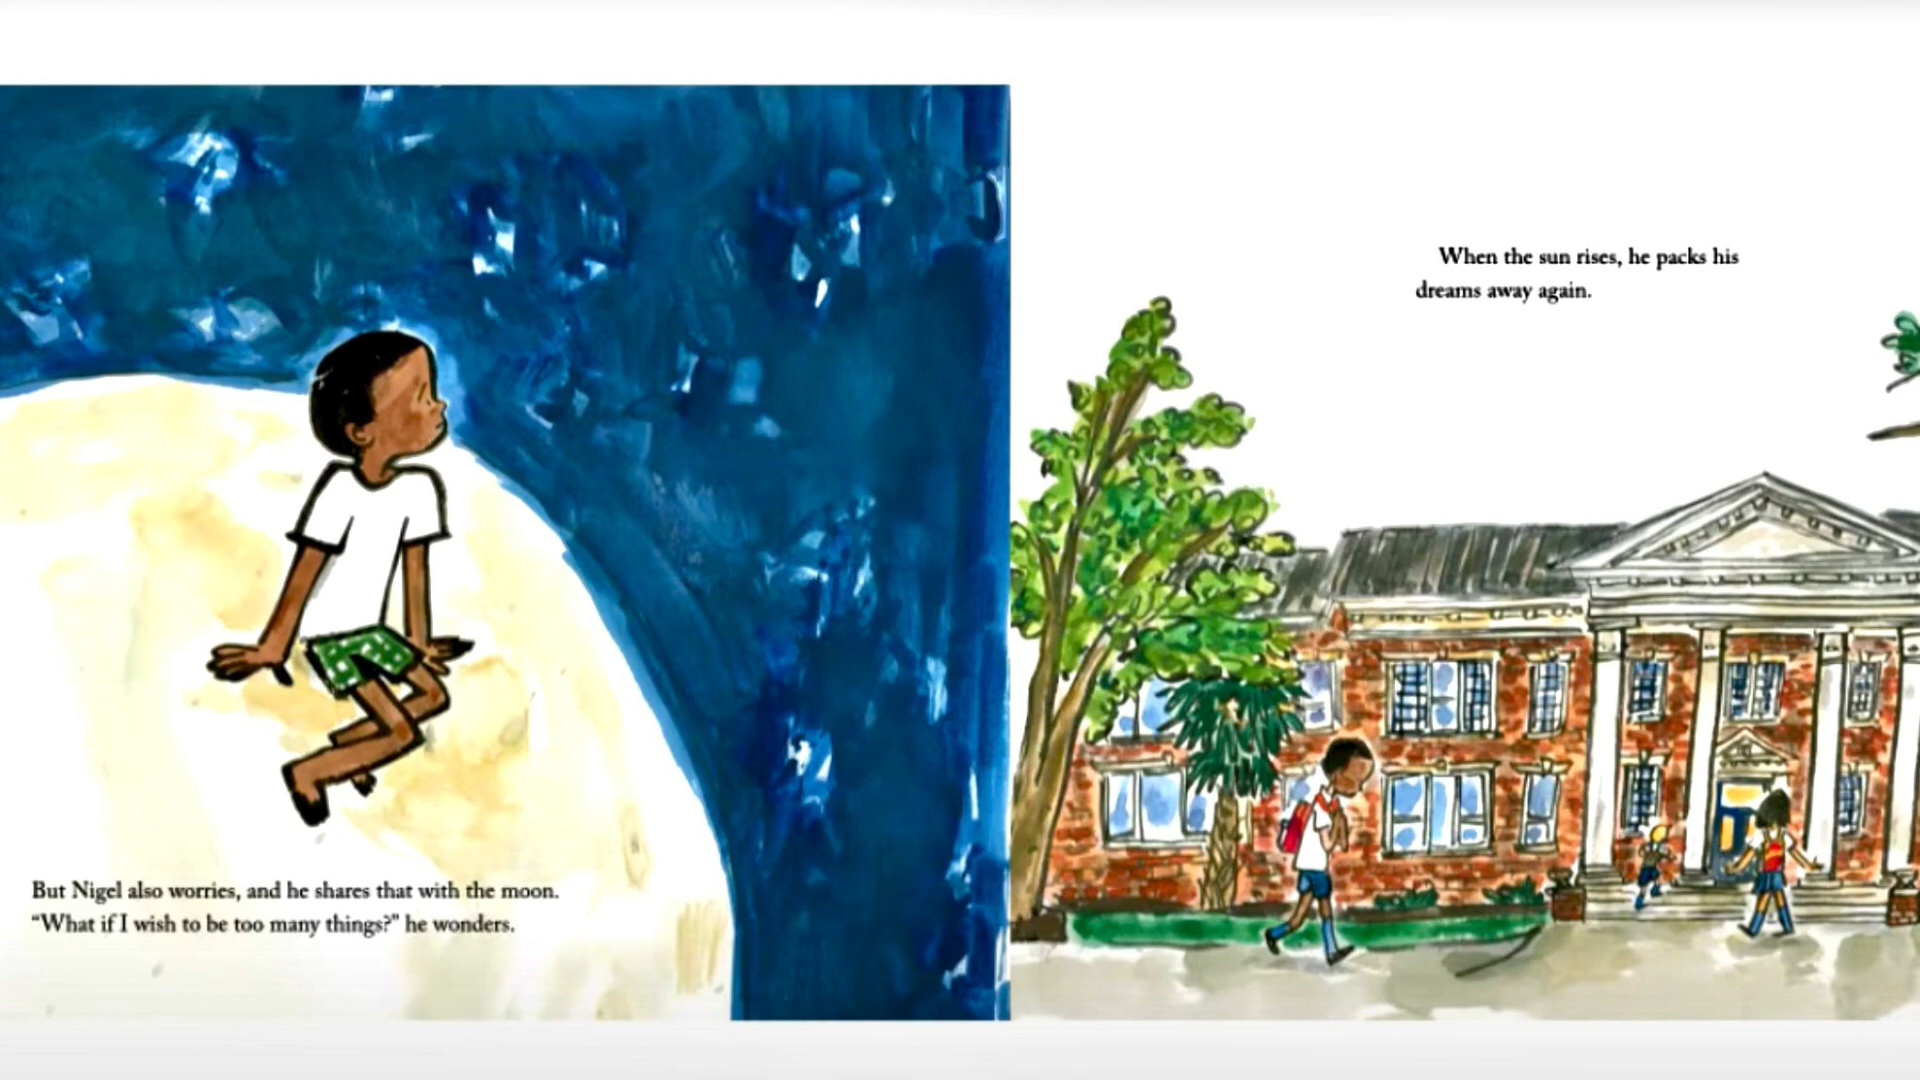 But Nigel also worries, and he shares that with the moon.
“What if I wish to be too many things?” he wonders.
When the sun rises, he packs his
dreams away again.